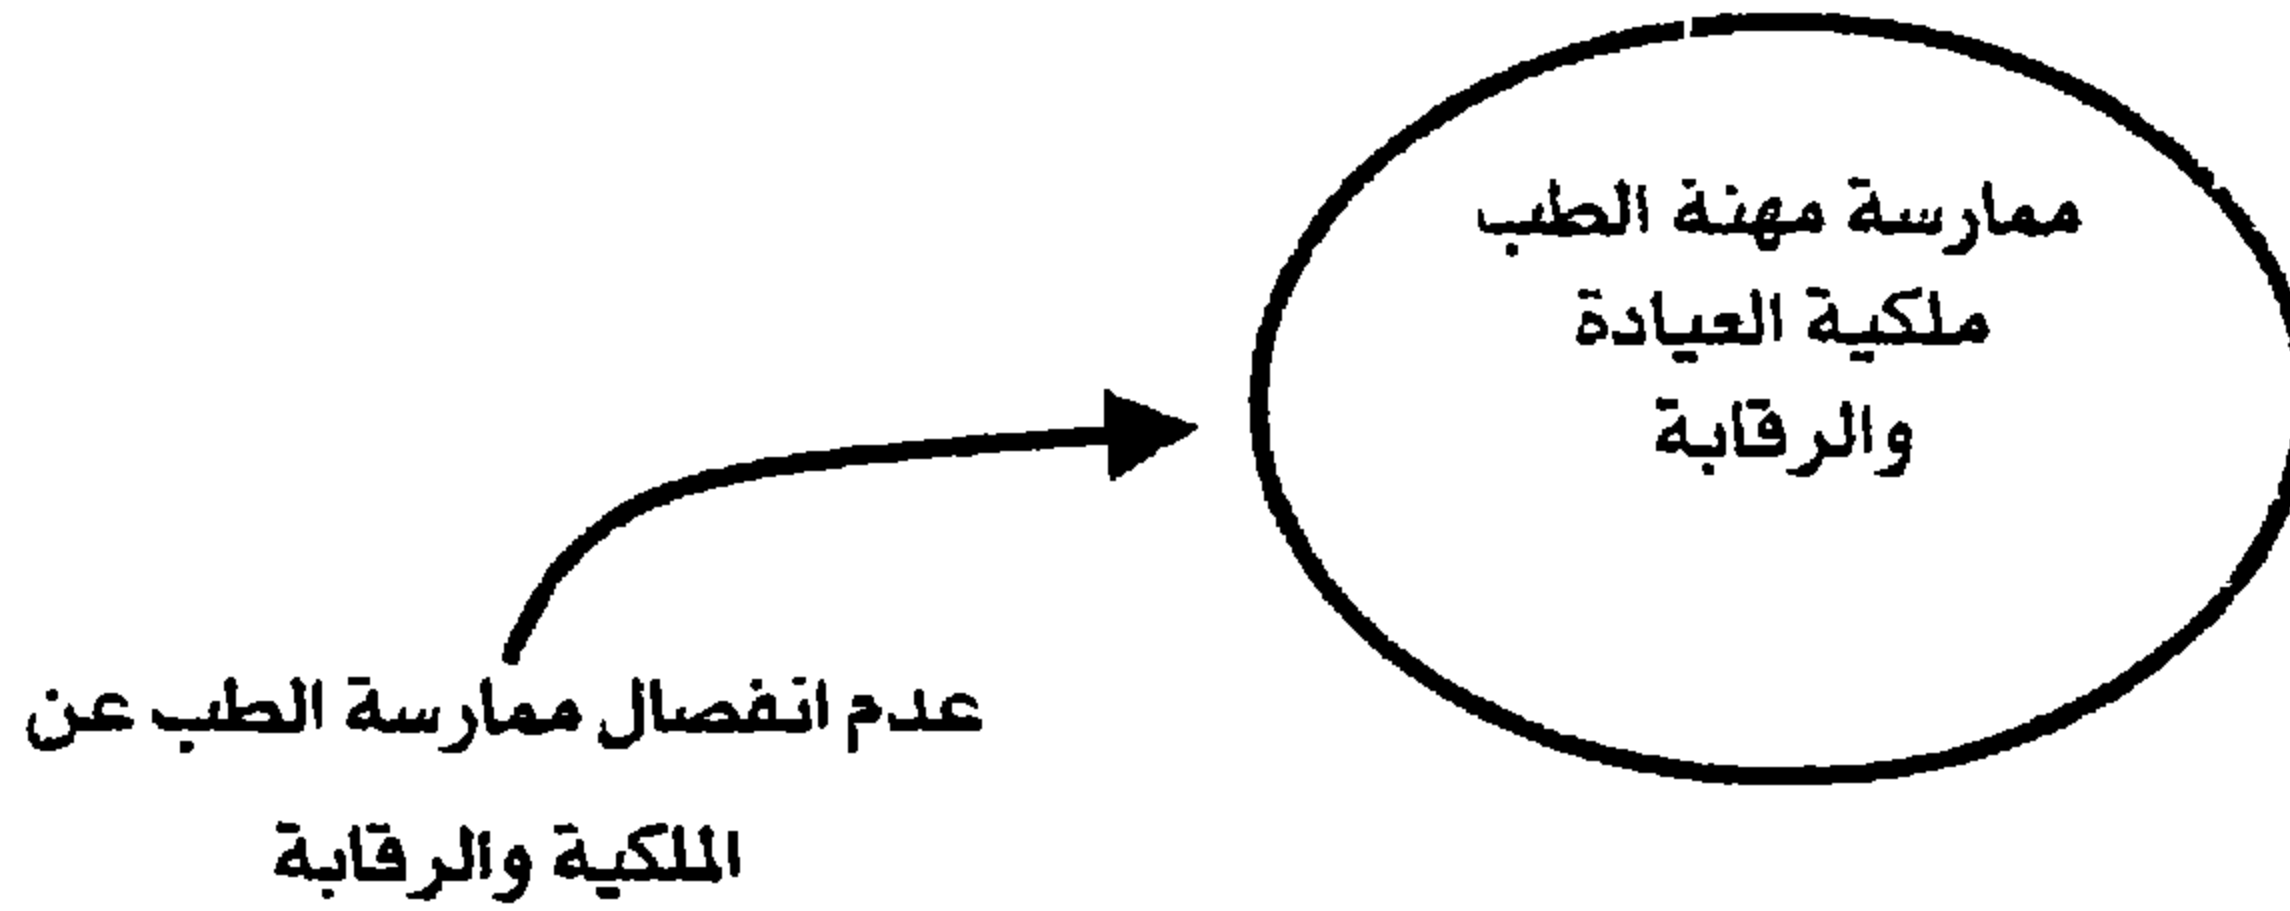 ممارسة مهنة الطب
ملكية العيادة
والرقابة
عدم انفصال ممارسة الطب عن
الملكية والرقابة